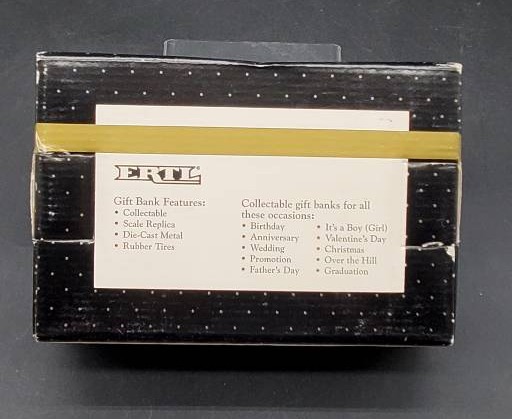 ERTL
Gift Bank Features:
• Collectable
• Scale Replica
• Die-Cast Metal
• Rubber Tires
Collectable gift banks for all
these occasions:
• Birthday
• Anniversary
• Wedding
• Promotion
• Father's Day
• It's a Boy (Girl)
• Valentine's Day
• Christmas
• Over the Hill
• Graduation